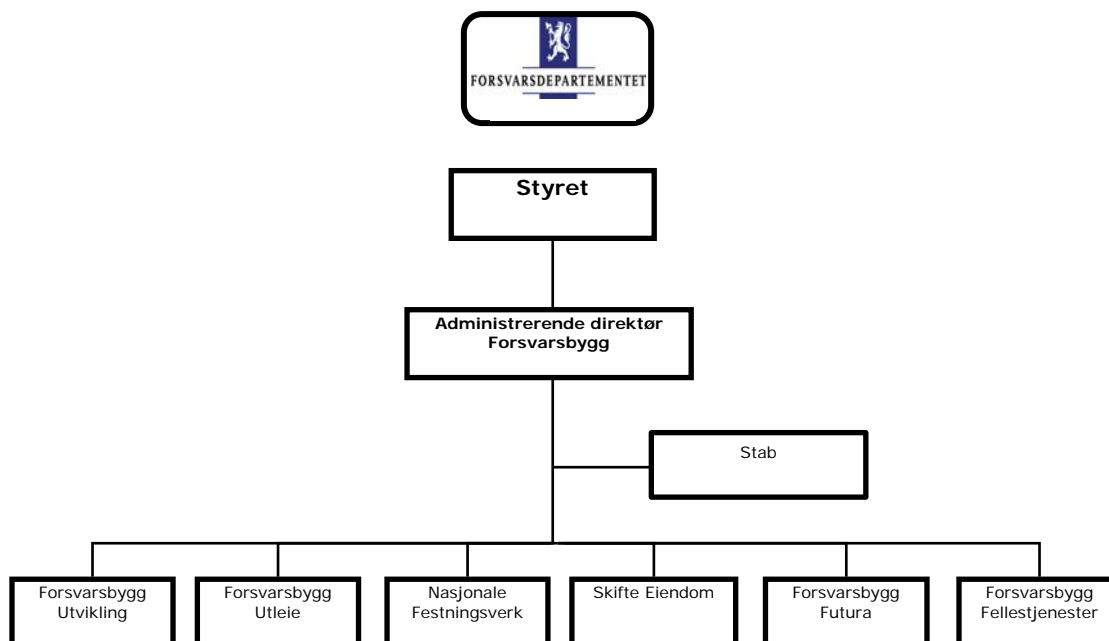 FORSVARSDEPARTEMENTET
Styret
Administrerende direktør
Forsvarsbygg
Stab
Forsvarsbygg
Utvikling
Forsvarsbygg
Utleie
Nasjonale
Festningsverk
Skifte Eiendom
Forsvarsbygg
Futura
Forsvarsbygg
Fellestjenester